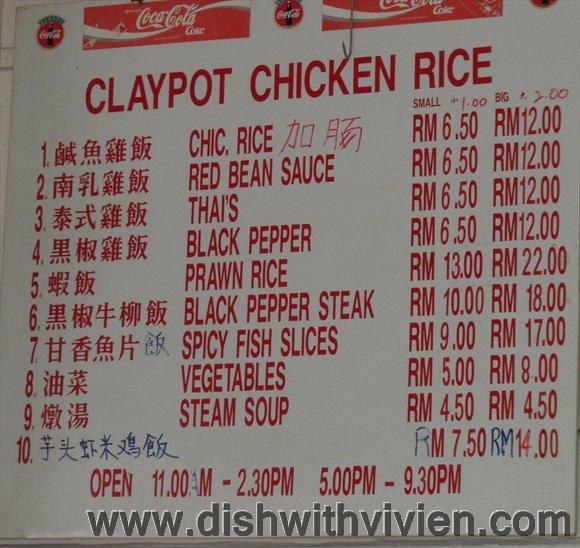 Coca-Cola Coke Coca-Cola Coke
CLAYPOT CHICKEN RICE
SMALL 小 1.00 BIG 大 2.00
1. 鹹魚雞飯 CHIC. RICE 加肠 RM 6.50 RM12.00
2. 南乳雞飯 RED BEAN SAUCE RM 6.50 RM12.00
3. 泰式雞飯 THAI'S RM 6.50 RM12.00
4. 黑椒雞飯 BLACK PEPPER RM 6.50 RM12.00
5. 蝦飯 PRAWN RICE RM 13.00 RM 22.00
6. 黑椒牛柳飯 BLACK PEPPER STEAK RM 10.00 RM 18.00
7. 甘香魚片飯 SPICY FISH SLICES RM 9.00 RM 17.00
8. 油菜 VEGETABLES RM 5.00 RM 8.00
9. 燉湯 STEAM SOUP RM 4.50 RM 4.50
10. 芋头虾米鸡飯 RM 7.50 RM 14.00
OPEN 11.00AM - 2.30PM 5.00PM - 9.30PM
www.dishwithvivien.com